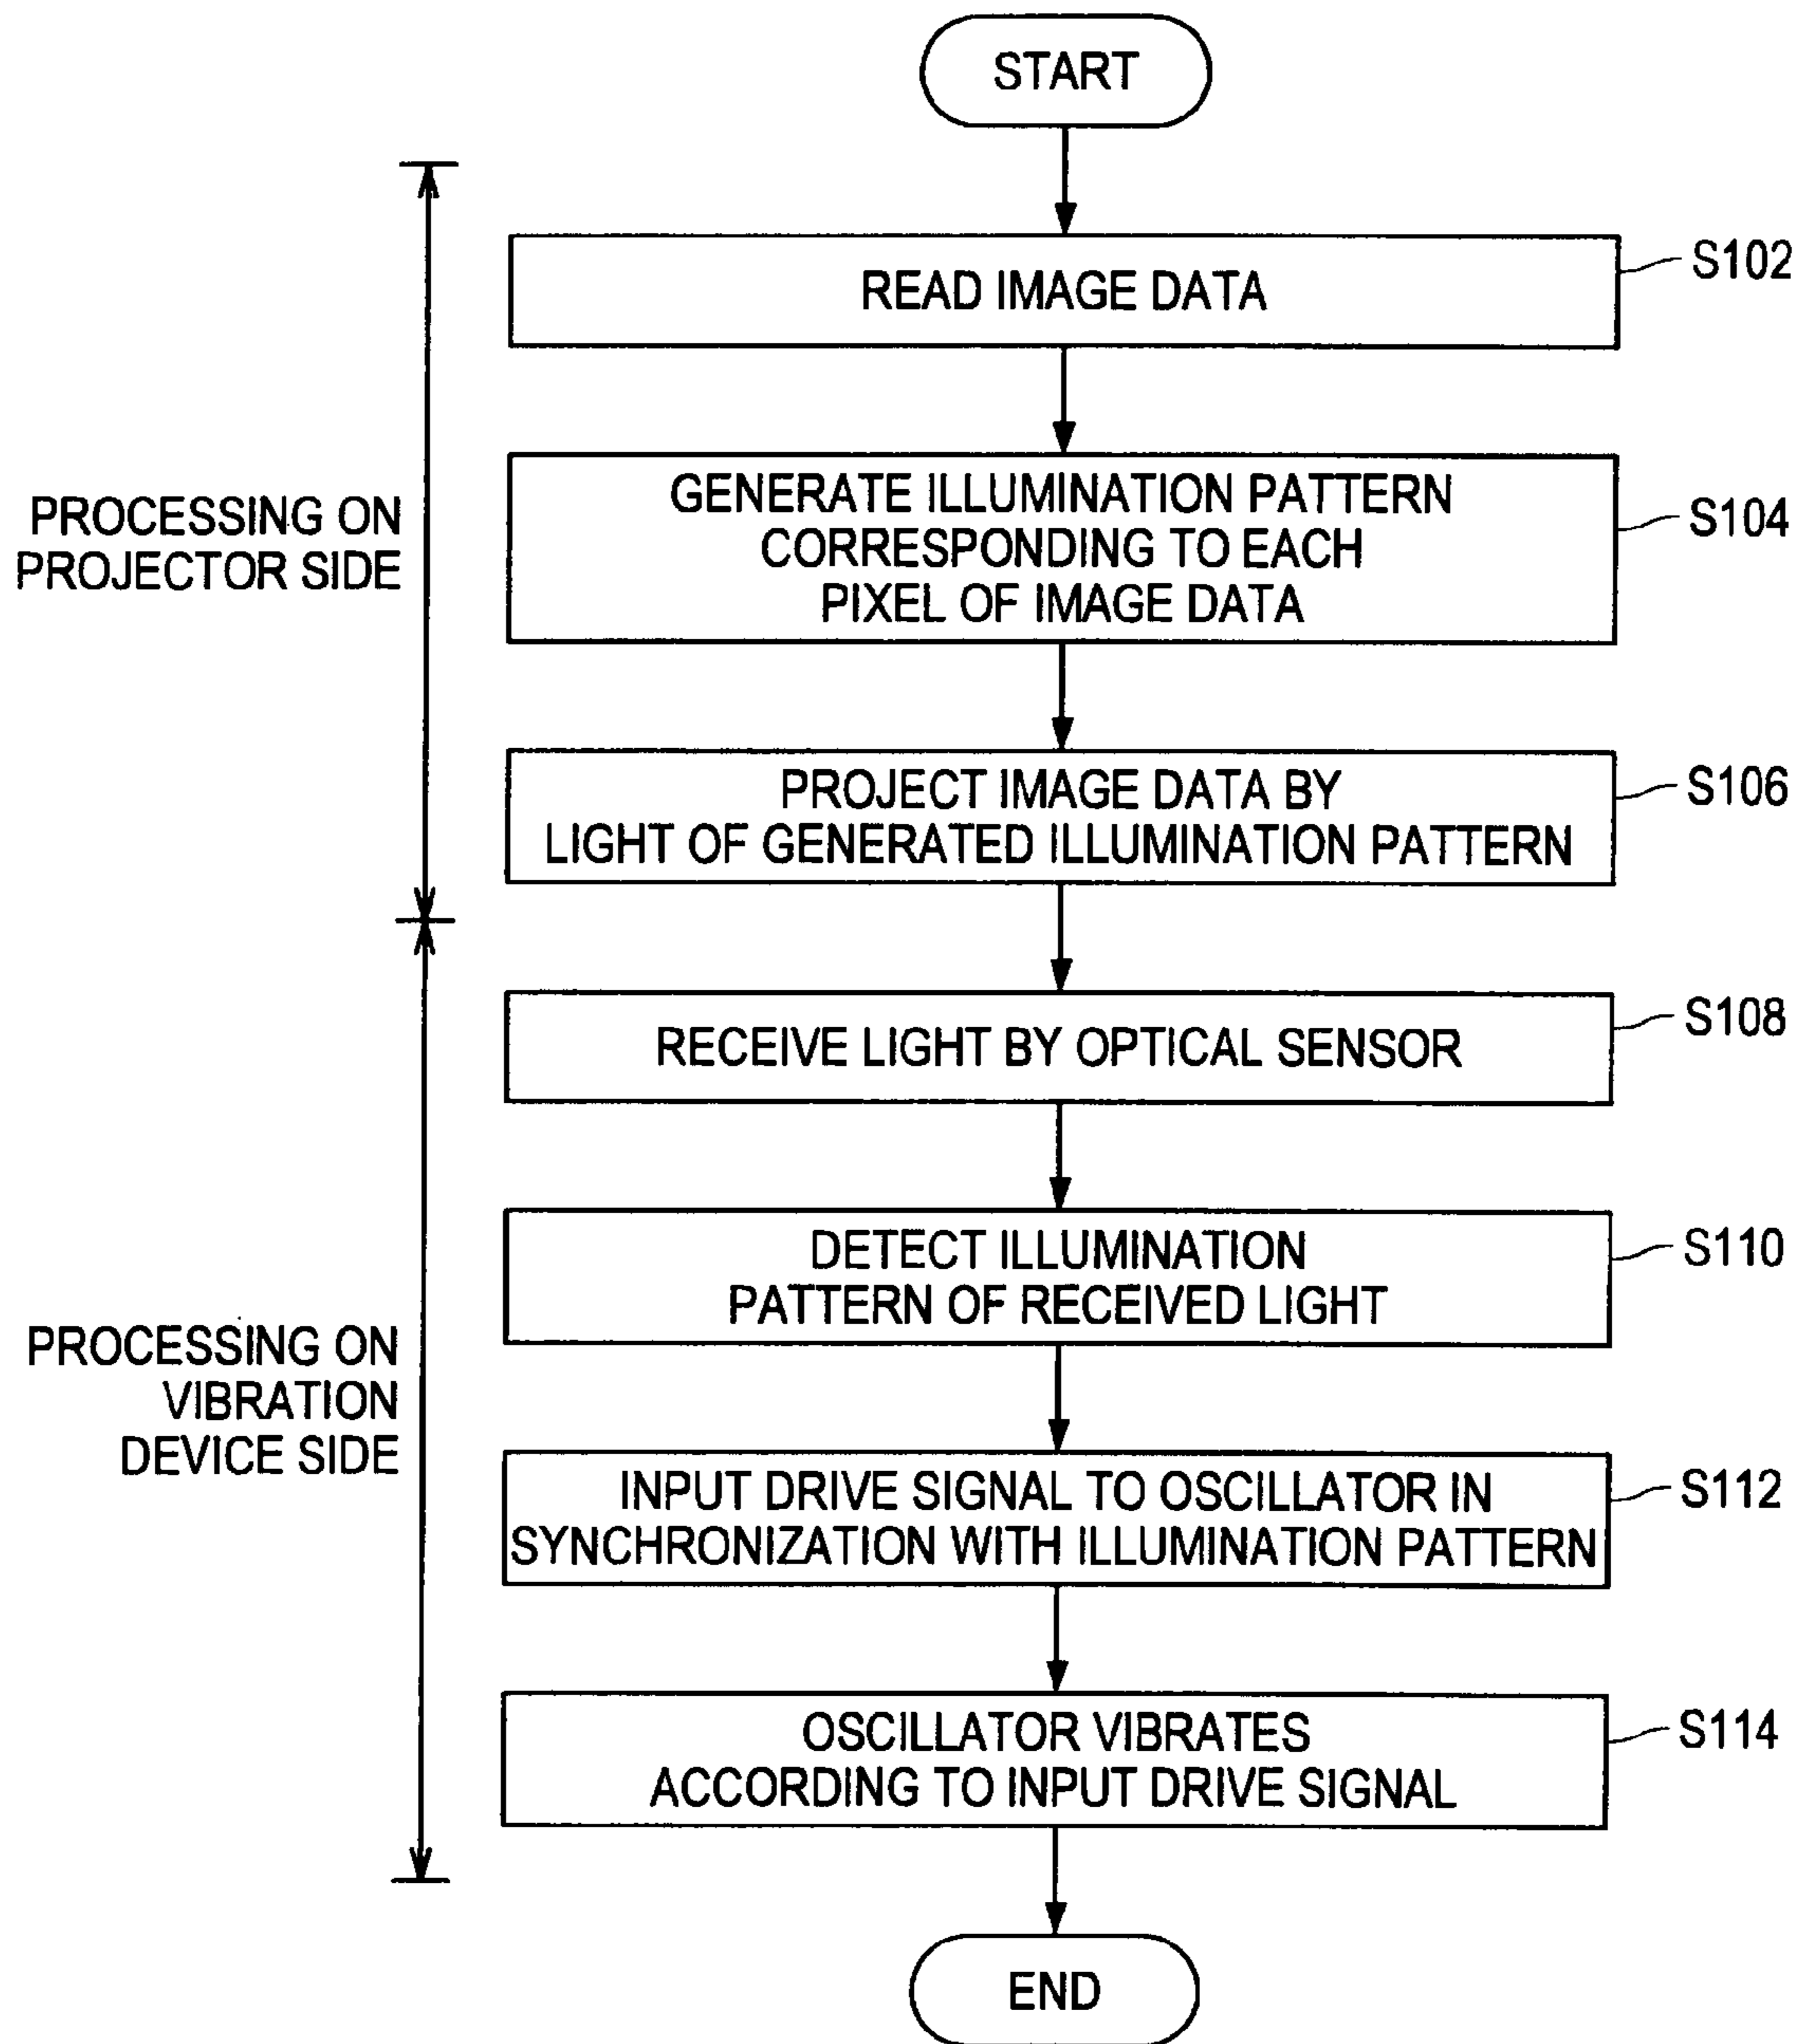 START
READ IMAGE DATA
S102
GENERATE ILLUMINATION PATTERN
CORRESPONDING TO EACH
PIXEL OF IMAGE DATA
S104
PROCESSING ON
PROJECTOR SIDE
PROJECT IMAGE DATA BY
LIGHT OF GENERATED ILLUMINATION PATTERN
S106
RECEIVE LIGHT BY OPTICAL SENSOR
S108
DETECT ILLUMINATION
PATTERN OF RECEIVED LIGHT
S110
PROCESSING ON
VIBRATION
DEVICE SIDE
INPUT DRIVE SIGNAL TO OSCILLATOR IN
SYNCHRONIZATION WITH ILLUMINATION PATTERN
S112
OSCILLATOR VIBRATES
ACCORDING TO INPUT DRIVE SIGNAL
S114
END